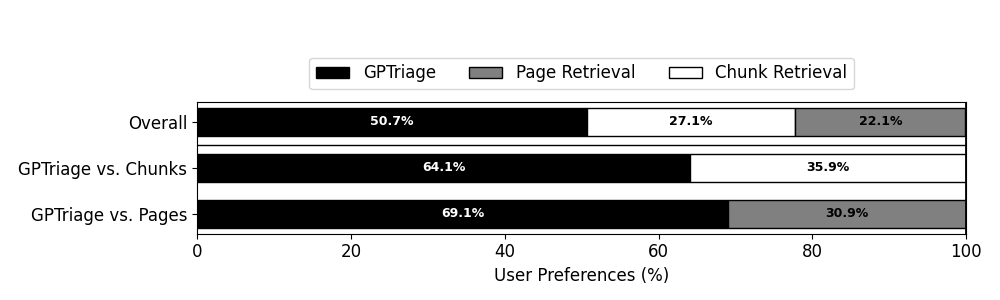 GPTriage Page Retrieval Chunk Retrieval
Overall 50.7% 27.1% 22.1%
GPTriage vs. Chunks 64.1% 35.9%
GPTriage vs. Pages 69.1% 30.9%
0 20 40 60 80 100
User Preferences (%)